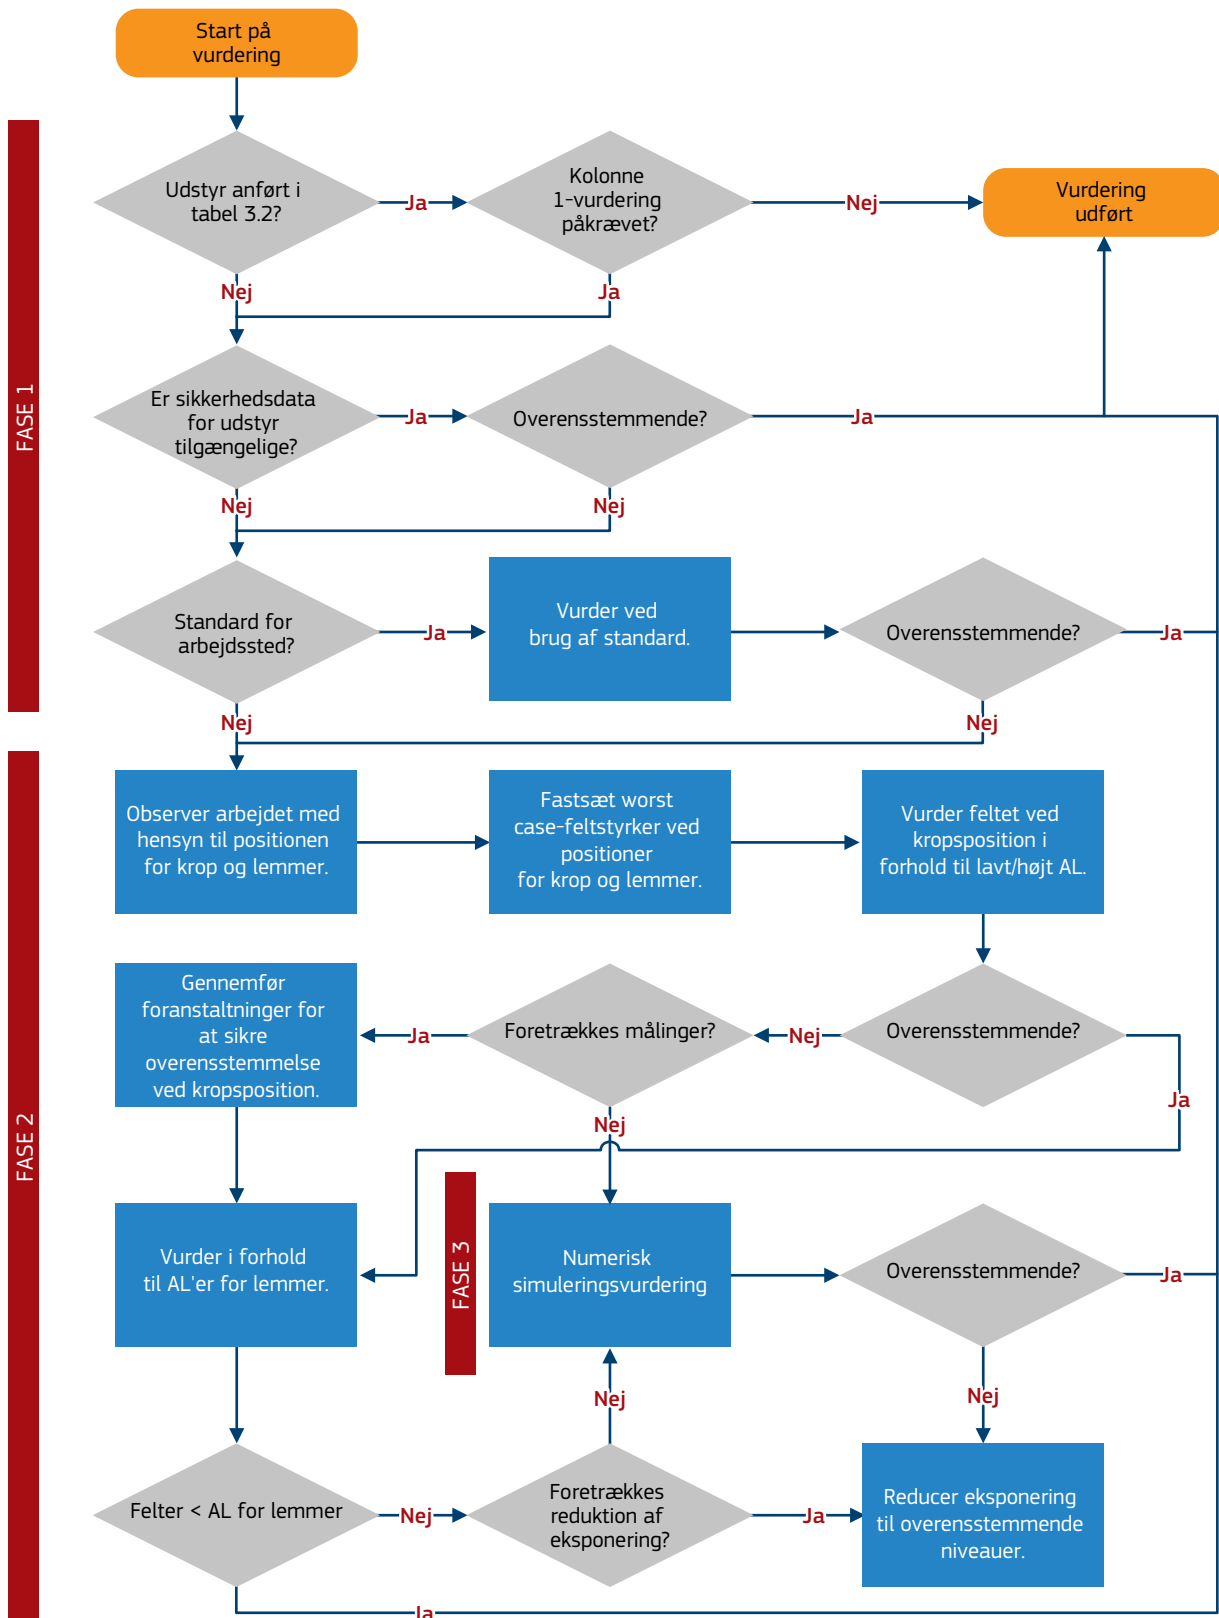 Start på
vurdering
FASE 1
Udstyr anført i
tabel 3.2?
Ja
Kolonne
1-vurdering
påkrævet?
Nej
Vurdering
udført
Nej
Ja
Er sikkerhedsdata
for udstyr
tilgængelige?
Ja
Overensstemmende?
Ja
Nej
Nej
Standard for
arbejdssted?
Ja
Vurder ved
brug af standard.
Overensstemmende?
Ja
Nej
Nej
FASE 2
Observer arbejdet med
hensyn til positionen
for krop og lemmer.
Fastsæt worst
case-feltstyrker ved
positioner
for krop og lemmer.
Vurder feltet ved
kropsposition i
forhold til lavt/højt AL.
Gennemfør
foranstaltninger for
at sikre
overensstemmelse
ved kropsposition.
Ja
Foretrækkes målinger?
Nej
Overensstemmende?
Ja
Nej
Vurder i forhold
til AL'er for lemmer.
FASE 3
Numerisk
simuleringsvurdering
Overensstemmende?
Ja
Nej
Nej
Felter < AL for lemmer
Nej
Foretrækkes
reduktion af
eksponering?
Ja
Reducer eksponering
til overensstemmende
niveauer.
Ja